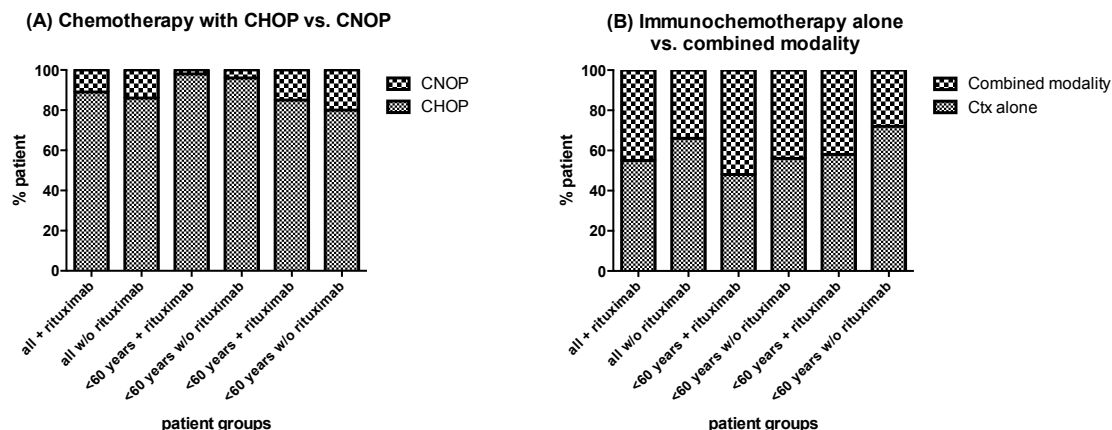 (A) Chemotherapy with CHOP vs. CNOP
100
80
60
40
20
0
% patient
CNOP
CHOP
all + rituximab
all w/o rituximab
<60 years + rituximab
<60 years w/o rituximab
<60 years + rituximab
<60 years w/o rituximab
patient groups
(B) Immunochemotherapy alone
vs. combined modality
100
80
60
40
20
0
% patient
Combined modality
Ctx alone
all + rituximab
all w/o rituximab
<60 years + rituximab
<60 years w/o rituximab
<60 years + rituximab
<60 years w/o rituximab
patient groups